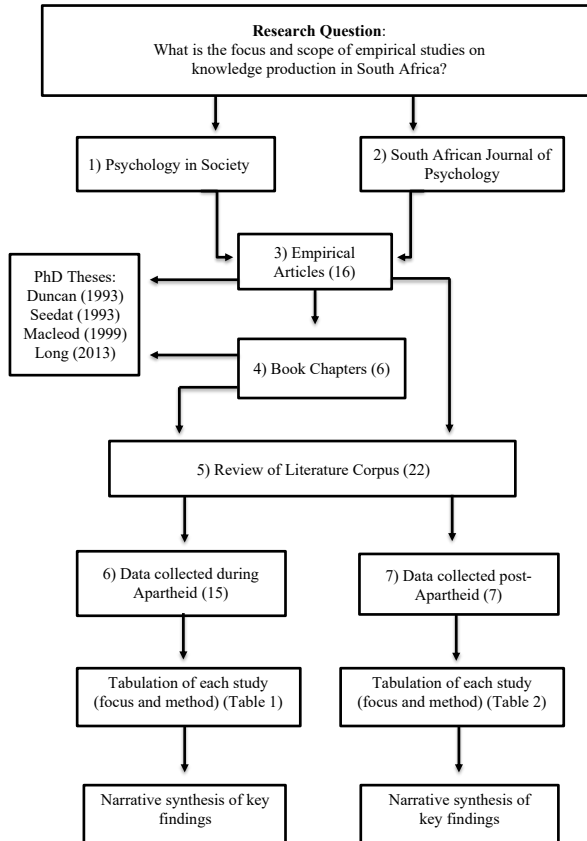 Research Question:
What is the focus and scope of empirical studies on
knowledge production in South Africa?
1) Psychology in Society
2) South African Journal of
Psychology
3) Empirical
Articles (16)
PhD Theses:
Duncan (1993)
Seedat (1993)
Macleod (1999)
Long (2013)
4) Book Chapters (6)
5) Review of Literature Corpus (22)
6) Data collected during
Apartheid (15)
7) Data collected post-
Apartheid (7)
Tabulation of each study
(focus and method) (Table 1)
Tabulation of each study
(focus and method) (Table 2)
Narrative synthesis of key
findings
Narrative synthesis of
key findings